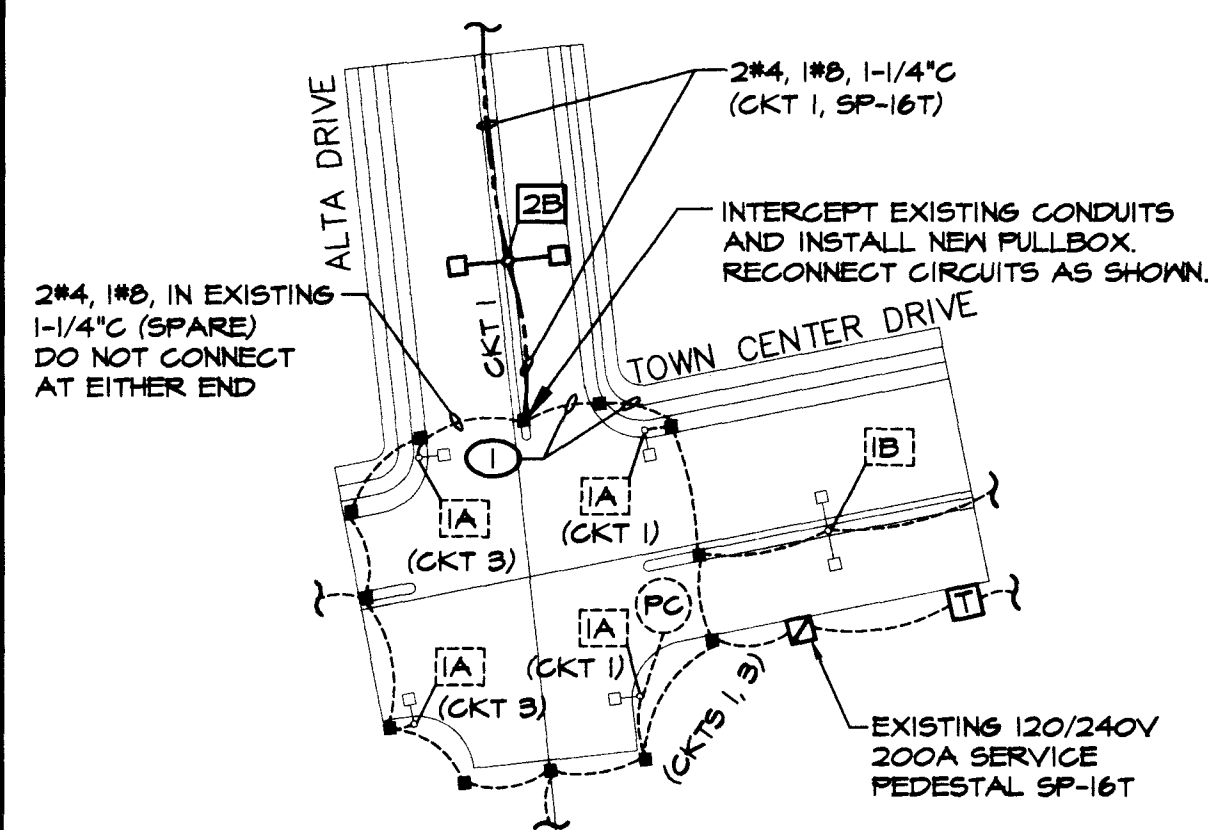 2#4, 1#8, 1-1/4"C
(CKT 1, SP-16T)
ALTA DRIVE
2B
INTERCEPT EXISTING CONDUITS
AND INSTALL NEW PULLBOX.
RECONNECT CIRCUITS AS SHOWN.
2#4, 1#8, IN EXISTING
1-1/4"C (SPARE)
DO NOT CONNECT
AT EITHER END
CKT 1
TOWN CENTER DRIVE
1
1B
1A
(CKT 3)
1A
(CKT 1)
PC
T
1A
(CKT 1)
1A
(CKT 3)
(CKTS 1, 3)
EXISTING 120/240V
200A SERVICE
PEDESTAL SP-16T